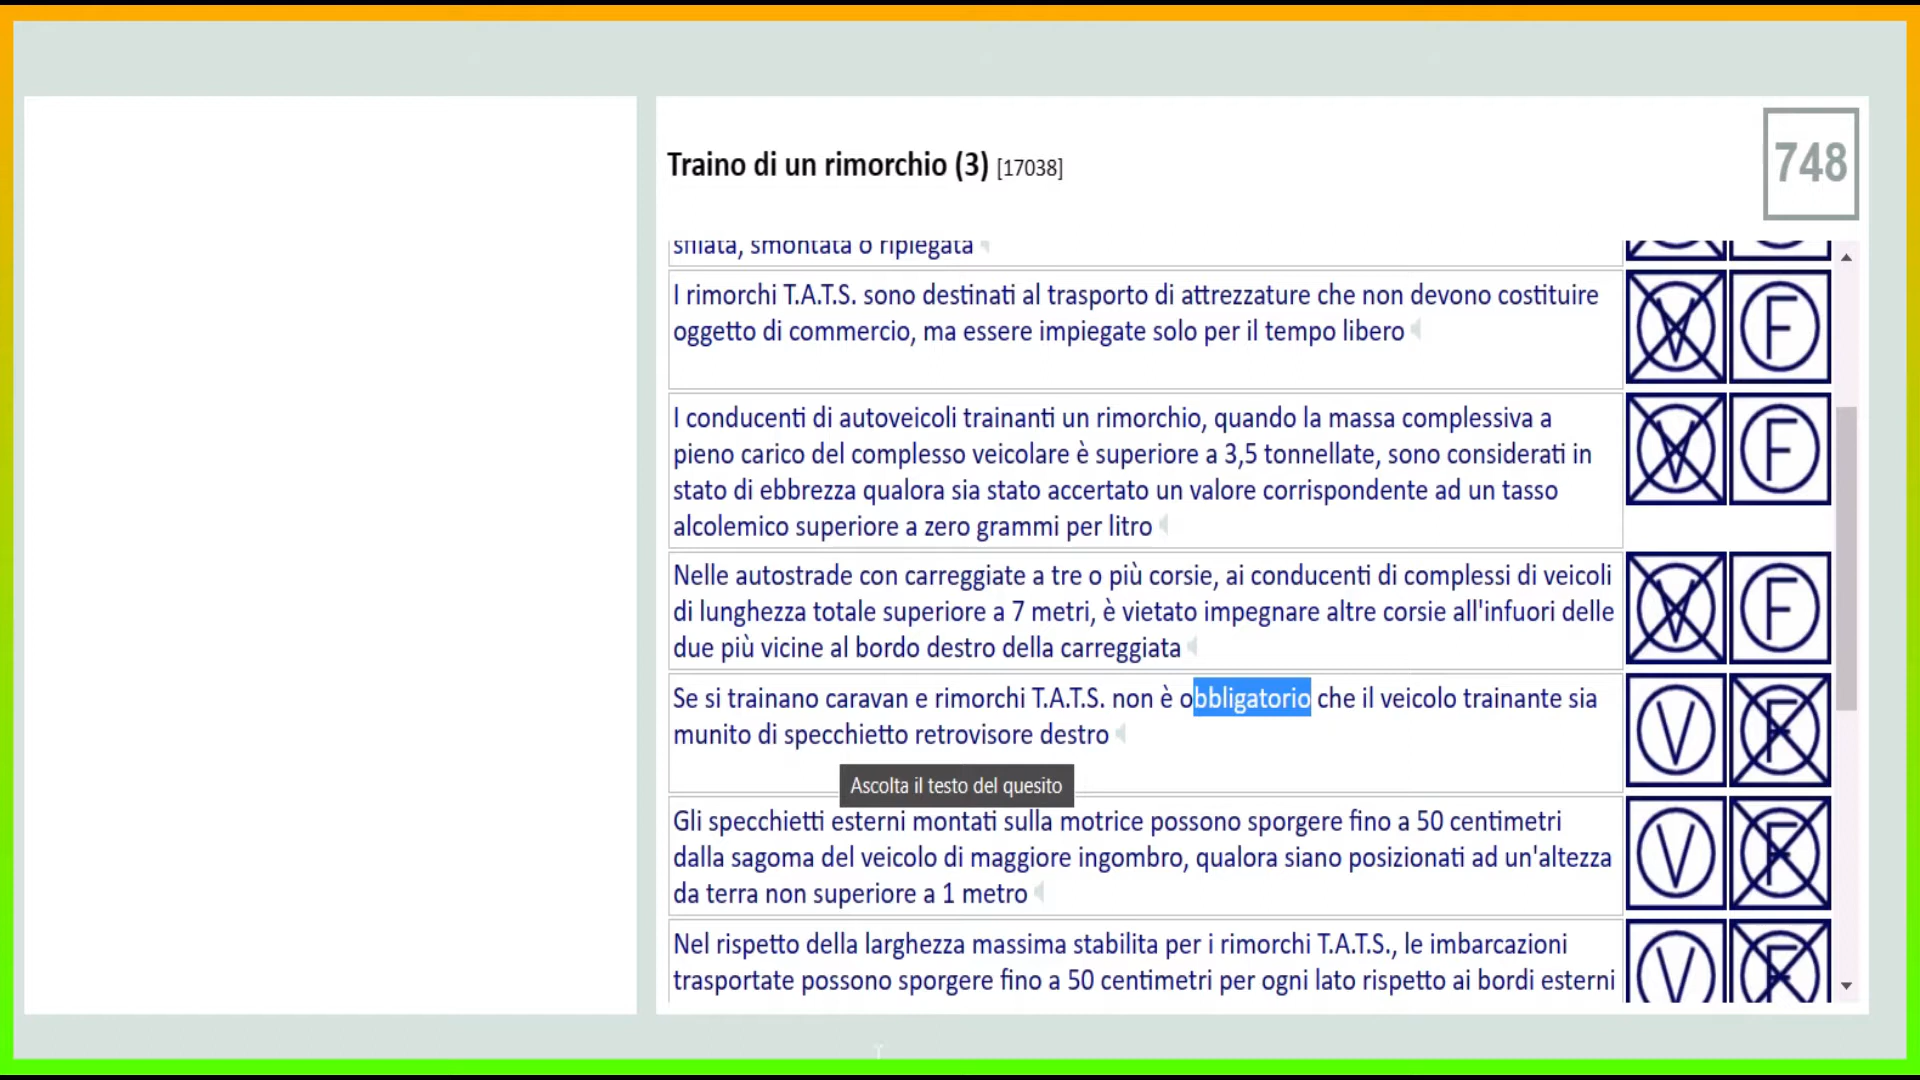 Traino di un rimorchio (3) [17038]
748
sfilata, smontata o ripiegata
I rimorchi T.A.T.S. sono destinati al trasporto di attrezzature che non devono costituire
oggetto di commercio, ma essere impiegate solo per il tempo libero
V F
I conducenti di autoveicoli trainanti un rimorchio, quando la massa complessiva a
pieno carico del complesso veicolare è superiore a 3,5 tonnellate, sono considerati in
stato di ebbrezza qualora sia stato accertato un valore corrispondente ad un tasso
alcolemico superiore a zero grammi per litro
V F
Nelle autostrade con carreggiate a tre o più corsie, ai conducenti di complessi di veicoli
di lunghezza totale superiore a 7 metri, è vietato impegnare altre corsie all'infuori delle
due più vicine al bordo destro della carreggiata
V F
Se si trainano caravan e rimorchi T.A.T.S. non è obbligatorio che il veicolo trainante sia
munito di specchietto retrovisore destro
V F
Ascolta il testo del quesito
Gli specchietti esterni montati sulla motrice possono sporgere fino a 50 centimetri
dalla sagoma del veicolo di maggiore ingombro, qualora siano posizionati ad un'altezza
da terra non superiore a 1 metro
V F
Nel rispetto della larghezza massima stabilita per i rimorchi T.A.T.S., le imbarcazioni
trasportate possono sporgere fino a 50 centimetri per ogni lato rispetto ai bordi esterni
V F